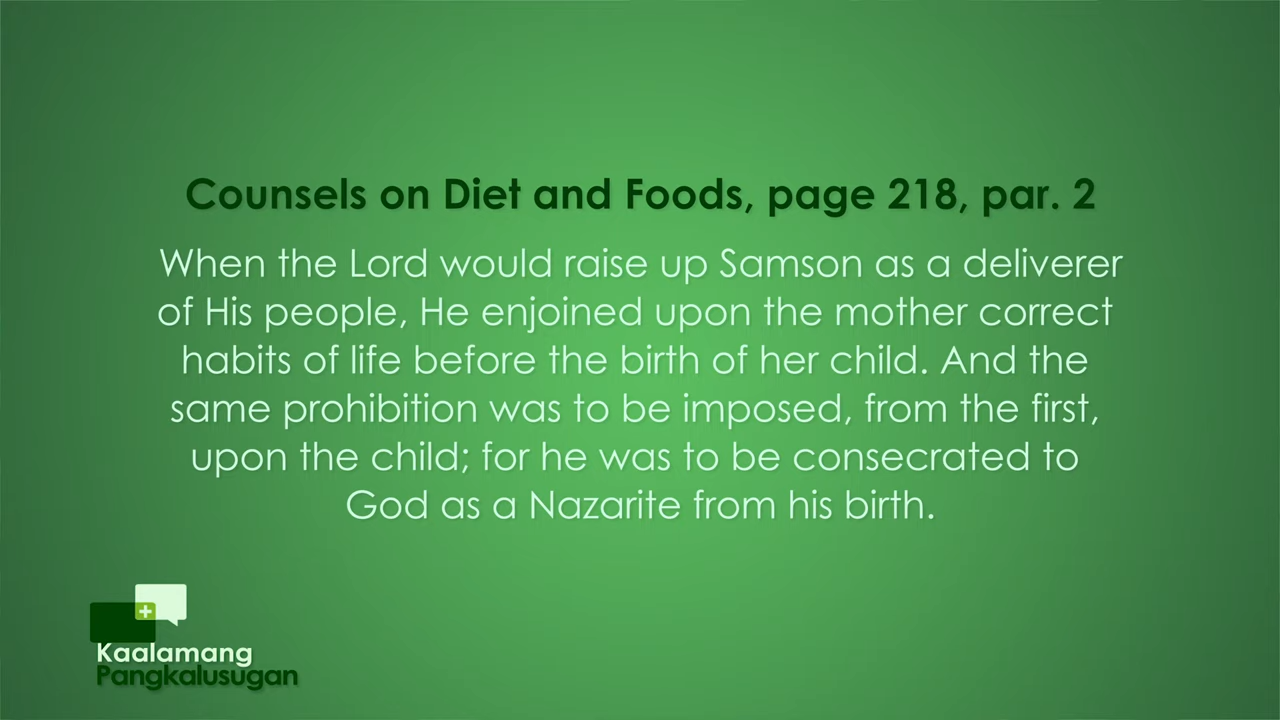 Counsels on Diet and Foods, page 218, par. 2
When the Lord would raise up Samson as a deliverer
of His people, He enjoined upon the mother correct
habits of life before the birth of her child. And the
same prohibition was to be imposed, from the first,
upon the child; for he was to be consecrated to
God as a Nazarite from his birth.
Kaalamang
Pangkalusugan